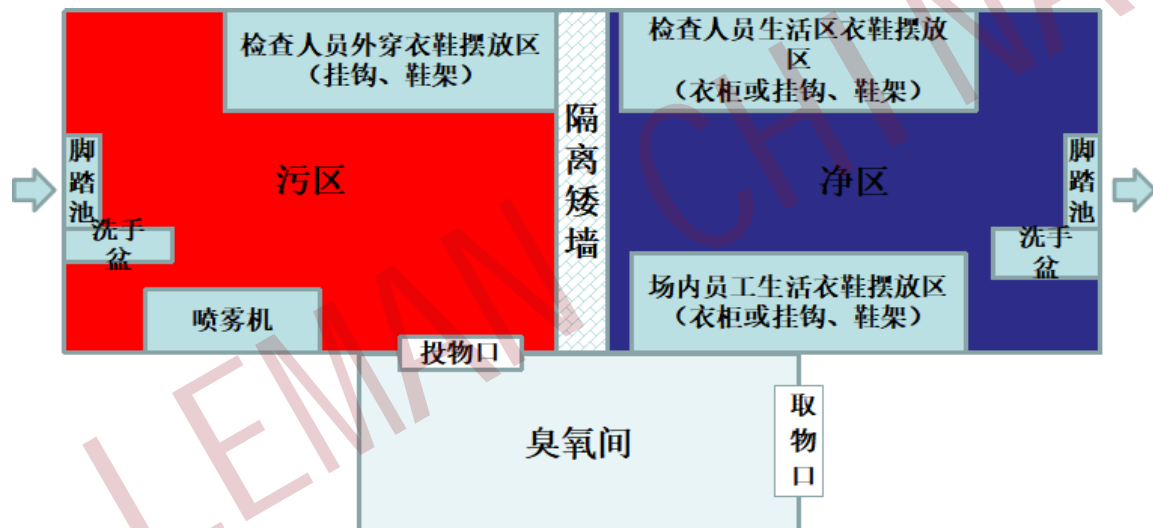 检查人员外穿衣鞋摆放区
（挂钩、鞋架）
检查人员生活区衣鞋摆放
区
（衣柜或挂钩、鞋架）
隔
离
矮
墙
脚
踏
池
污区
净区
脚
踏
池
洗手
盆
洗手
盆
喷雾机
场内员工生活衣鞋摆放区
（衣柜或挂钩、鞋架）
投物口
臭氧间
取
物
口
LEMAN CHINA